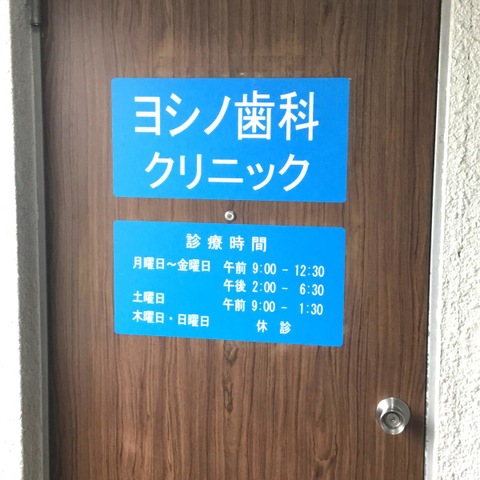 ヨシノ歯科
クリニック
診療時間
月曜日～金曜日 午前 9:00 - 12:30
午後 2:00 - 6:30
土曜日 午前 9:00 - 1:30
木曜日・日曜日 休診